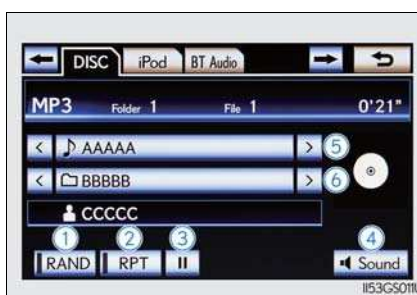 DISC iPod BT Audio
MP3 Folder 1 File 1 0'21"
< AAAAA > 5
< BBBBB > 6
CCCCC
1 2 3 4
RAND RPT Sound
II53GS011I